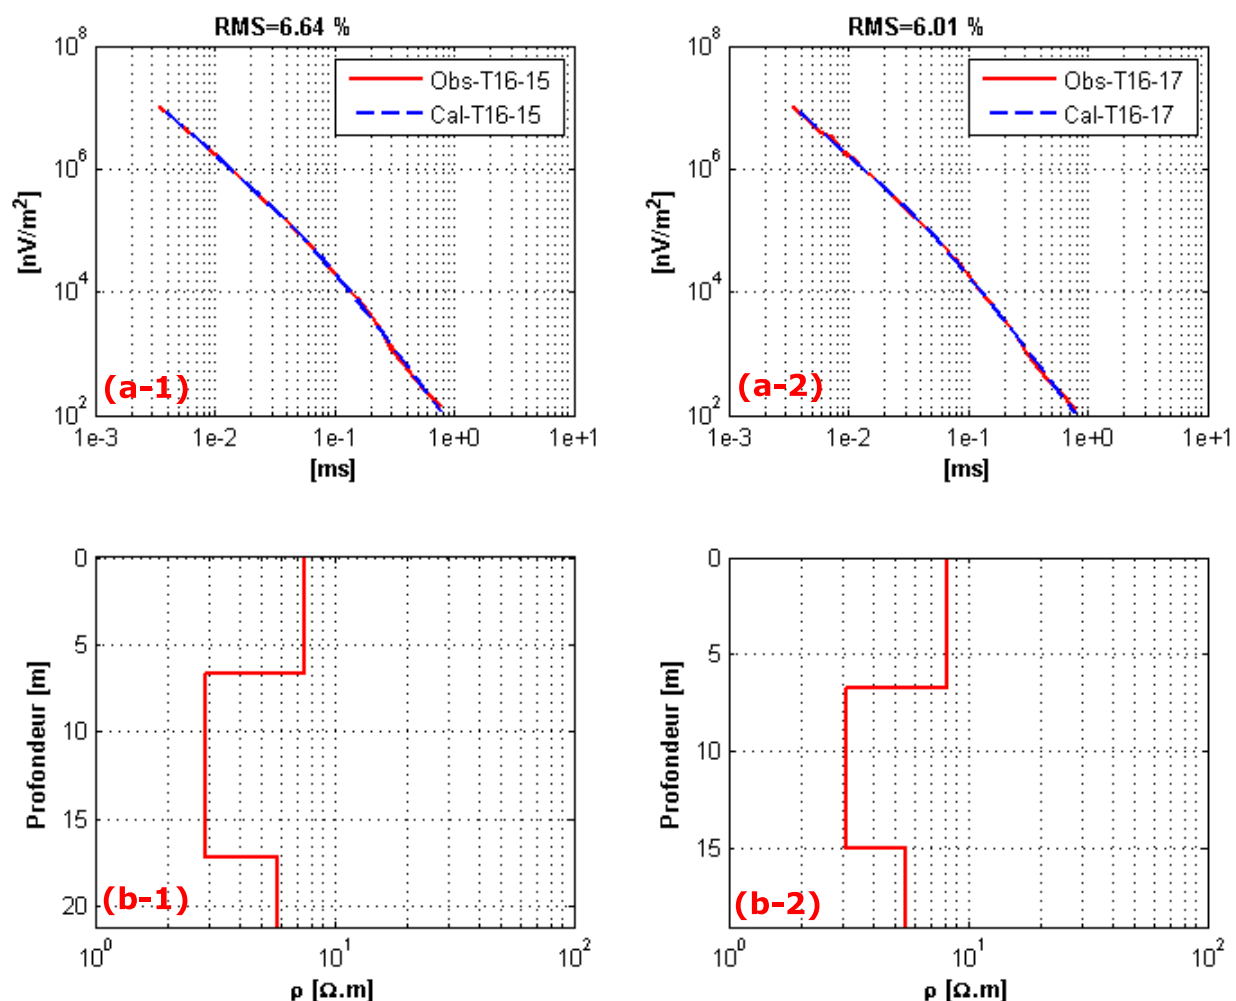 RMS=6.64 %
10^8
10^6
10^4
10^2
[nV/m^2]
Obs-T16-15
Cal-T16-15
(a-1)
1e-3 1e-2 1e-1 1e+0 1e+1
[ms]
RMS=6.01 %
10^8
10^6
10^4
10^2
[nV/m^2]
Obs-T16-17
Cal-T16-17
(a-2)
1e-3 1e-2 1e-1 1e+0 1e+1
[ms]
0
5
10
15
20
Profondeur [m]
(b-1)
10^0 10^1 10^2
ρ [Ω.m]
0
5
10
15
Profondeur [m]
(b-2)
10^0 10^1 10^2
ρ [Ω.m]